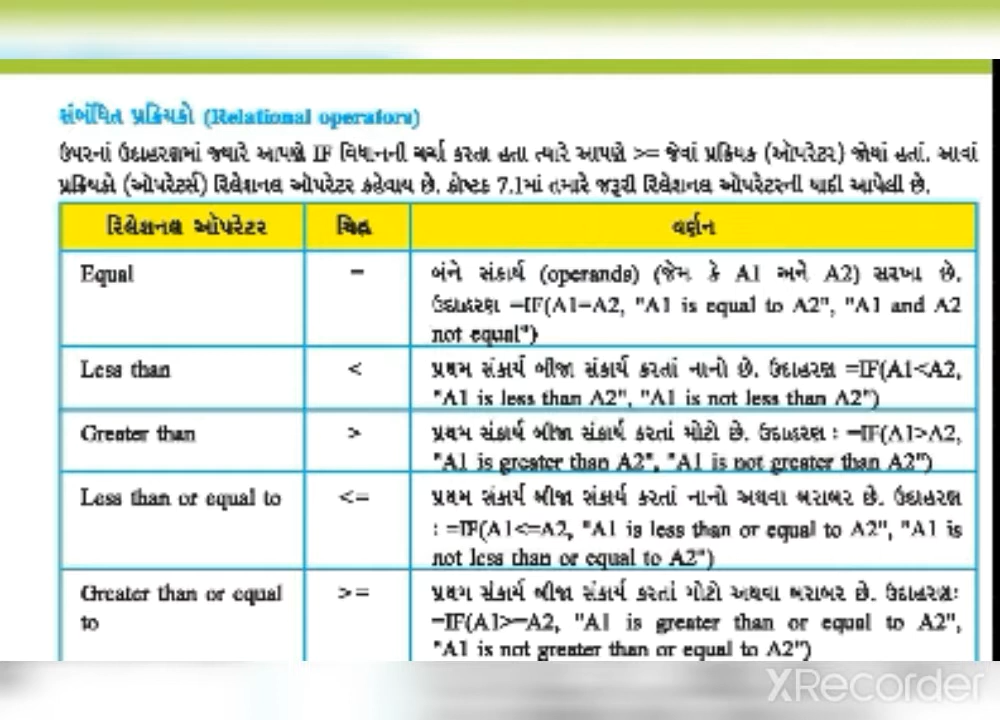 સંબંધિત પ્રક્રિયકો (Relational operators)
ઉપરનાં ઉદાહરણમાં જ્યારે આપણે IF વિધાનની ચર્ચા કરતા હતા ત્યારે આપણે >= જેવાં પ્રક્રિયક (ઓપરેટર) જોયાં હતાં. આવાં
પ્રક્રિયકો (ઓપરેટર્સ) રિલેશનલ ઓપરેટર કહેવાય છે. કોષ્ટક 7.1માં તમારે જરૂરી રિલેશનલ ઓપરેટરની યાદી આપેલી છે.
રિલેશનલ ઑપરેટર ચિહ્ન વર્ણન
Equal = બંને સંકાર્ય (operands) (જેમ કે A1 અને A2) સરખા છે.
ઉદાહરણ =IF(A1=A2, "A1 is equal to A2", "A1 and A2
not equal")
Less than < પ્રથમ સંકાર્ય બીજા સંકાર્ય કરતાં નાનો છે. ઉદાહરણ =IF(A1<A2,
"A1 is less than A2", "A1 is not less than A2")
Greater than > પ્રથમ સંકાર્ય બીજા સંકાર્ય કરતાં મોટો છે. ઉદાહરણ : =IF(A1>A2,
"A1 is greater than A2", "A1 is not greater than A2")
Less than or equal to <= પ્રથમ સંકાર્ય બીજા સંકાર્ય કરતાં નાનો અથવા બરાબર છે. ઉદાહરણ
: =IF(A1<=A2, "A1 is less than or equal to A2", "A1 is
not less than or equal to A2")
Greater than or equal >= પ્રથમ સંકાર્ય બીજા સંકાર્ય કરતાં મોટો અથવા બરાબર છે. ઉદાહરણઃ
to =IF(A1>=A2, "A1 is greater than or equal to A2",
"A1 is not greater than or equal to A2")
XRecorder